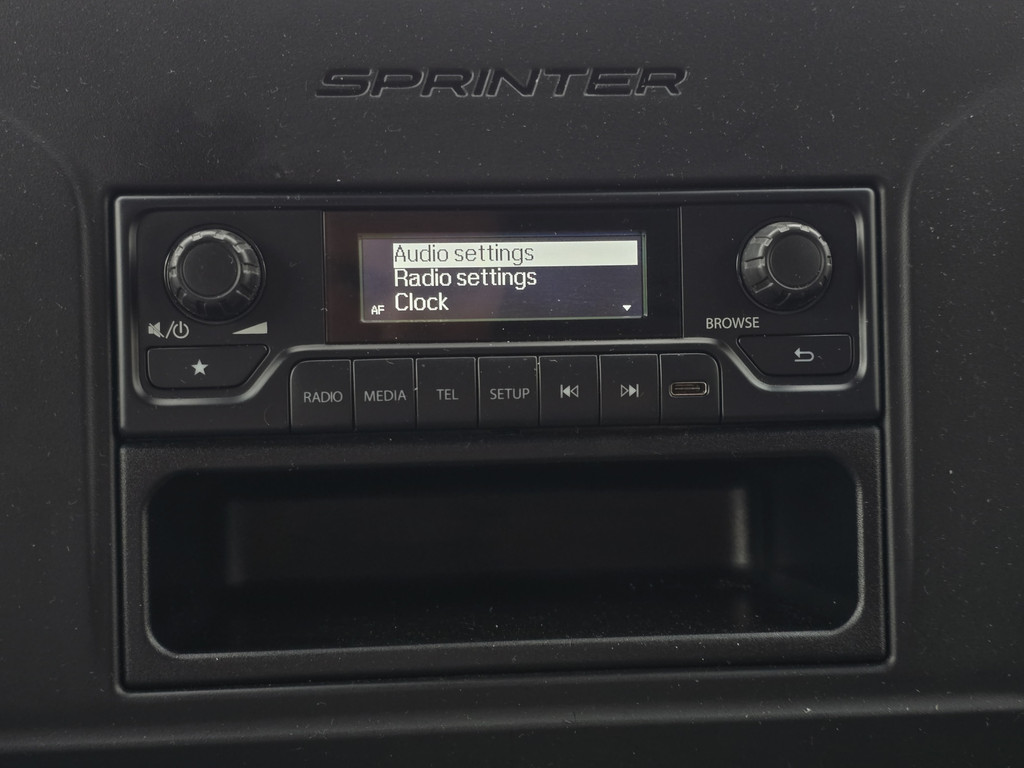 SPRINTER
Audio settings
Radio settings
AF Clock
BROWSE
RADIO MEDIA TEL SETUP